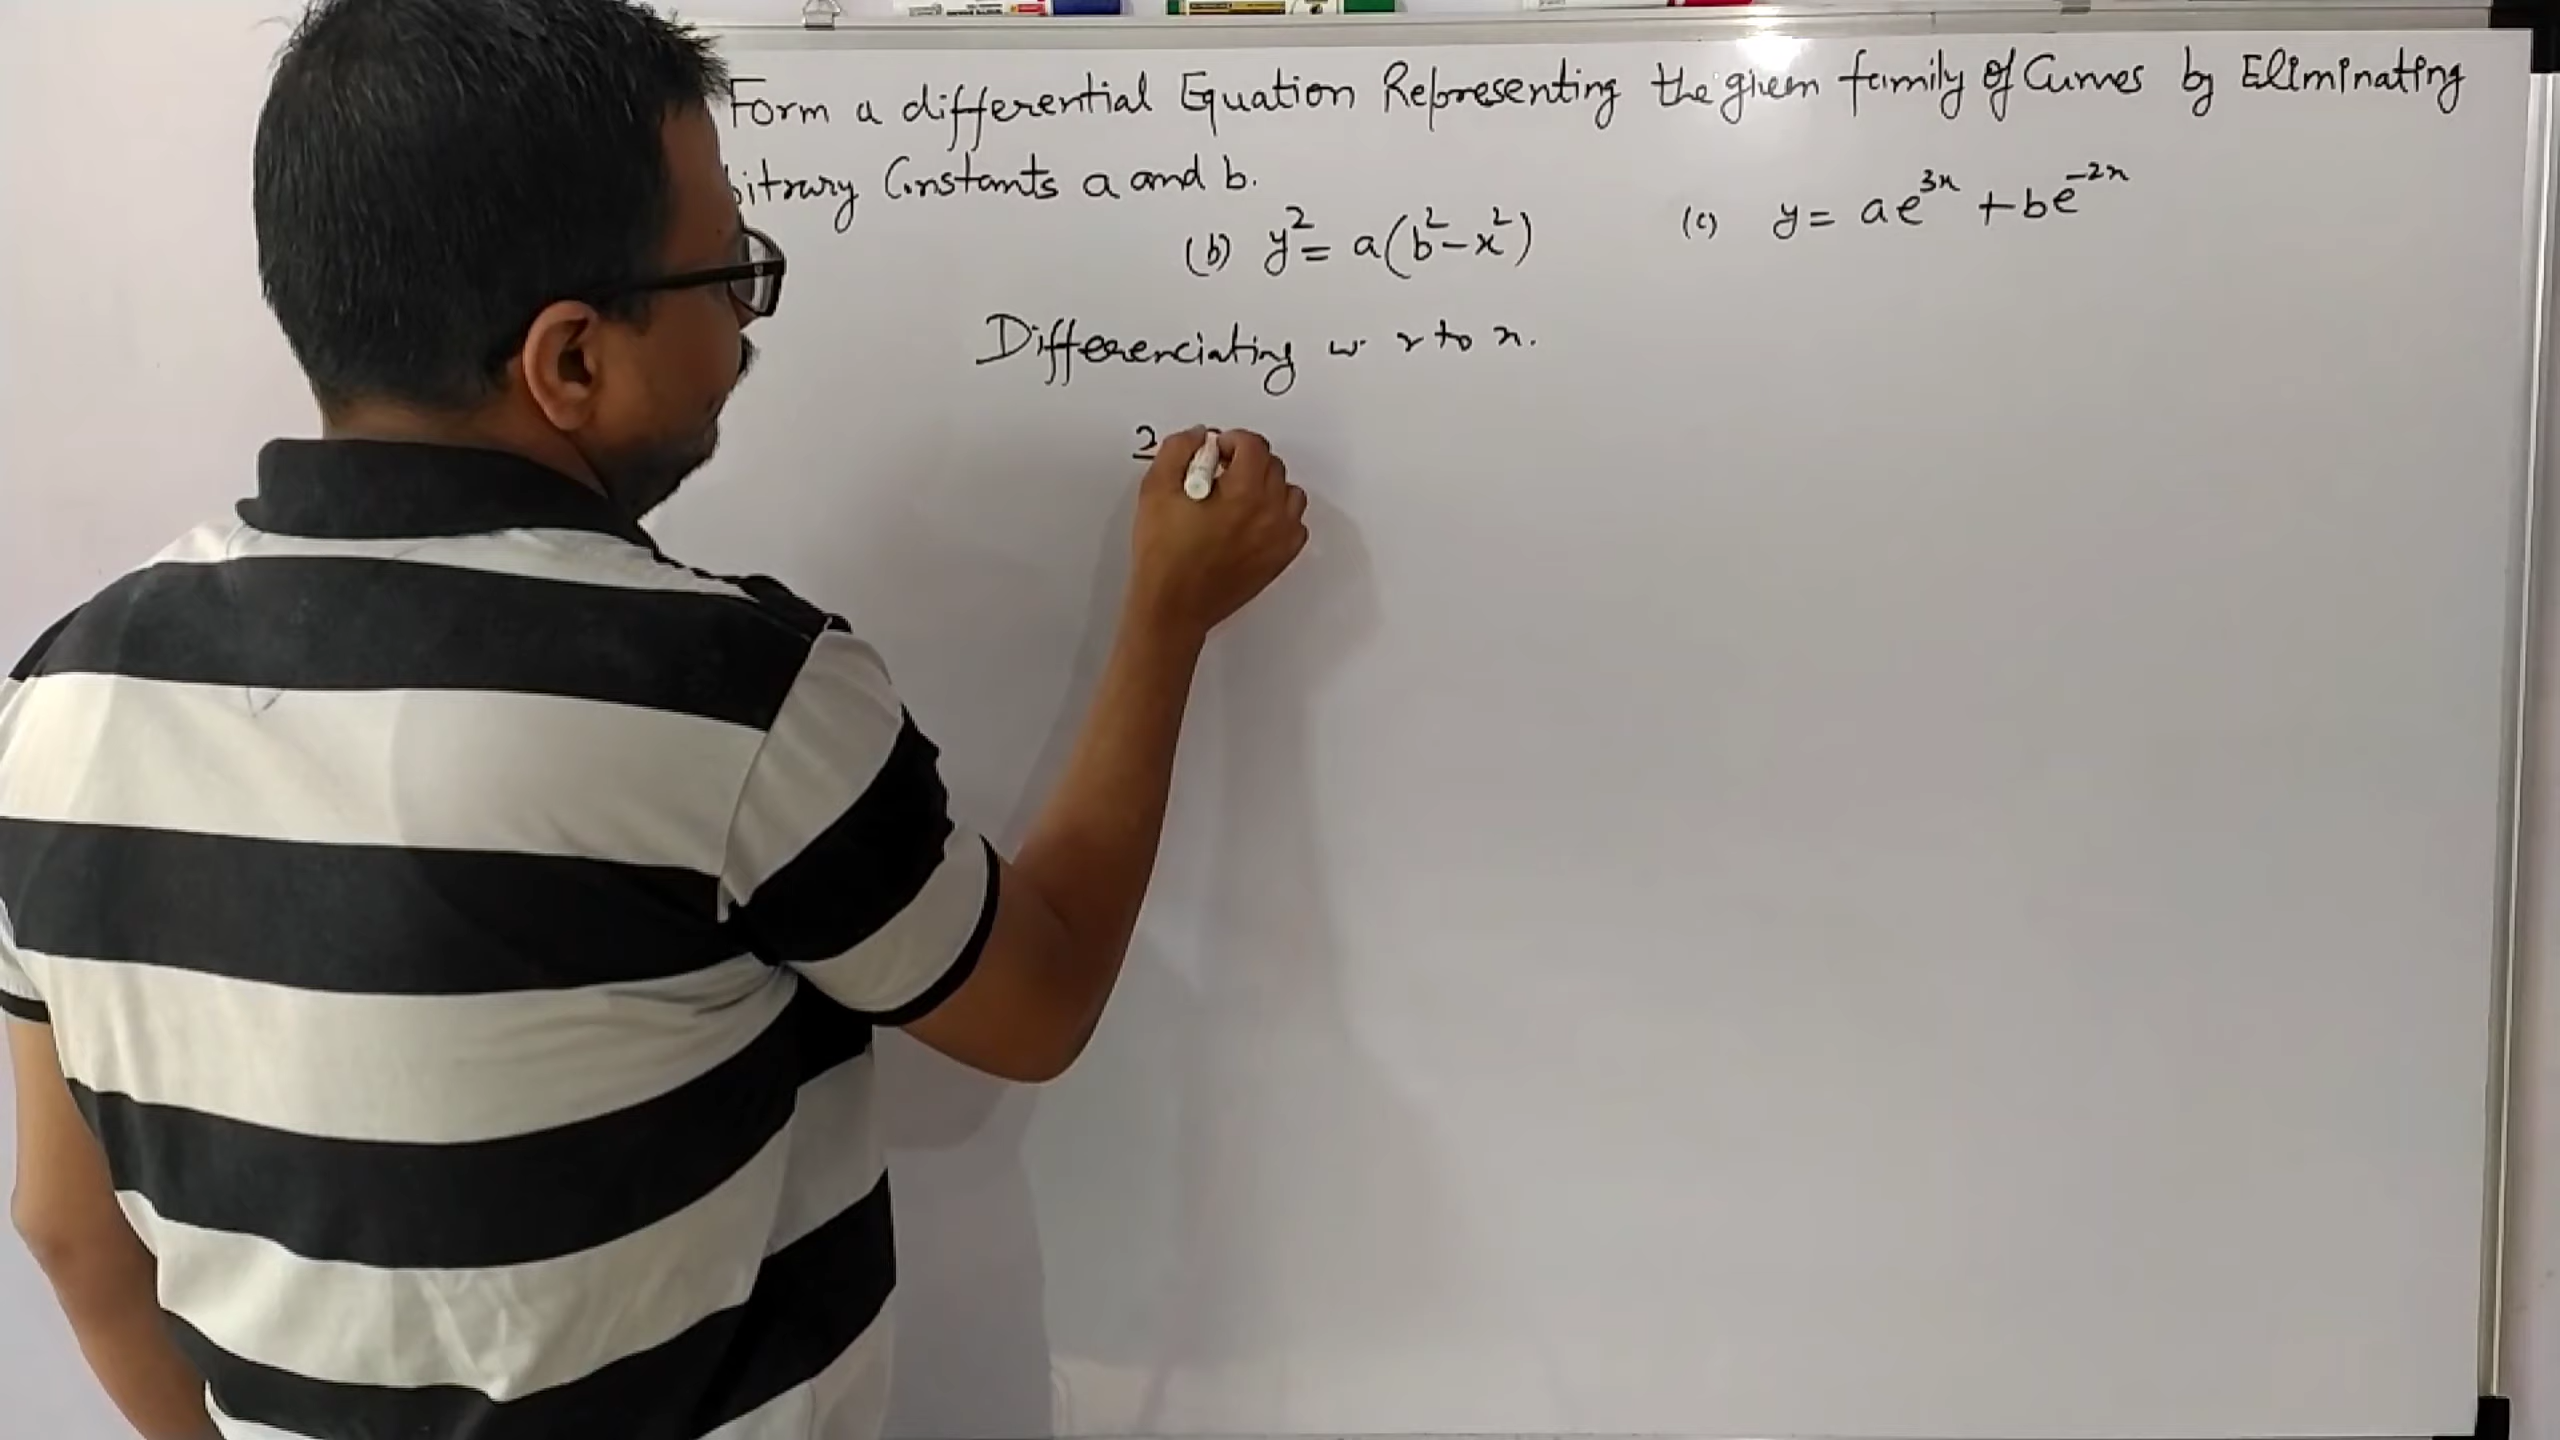 Form a differential Equation Representing the given family of Curves by Eliminating
bitrary Constants a and b.
(b) y² = a(b² - x²)
(c) y = ae³ˣ + be⁻²ˣ
Differenciating w r to x.
2